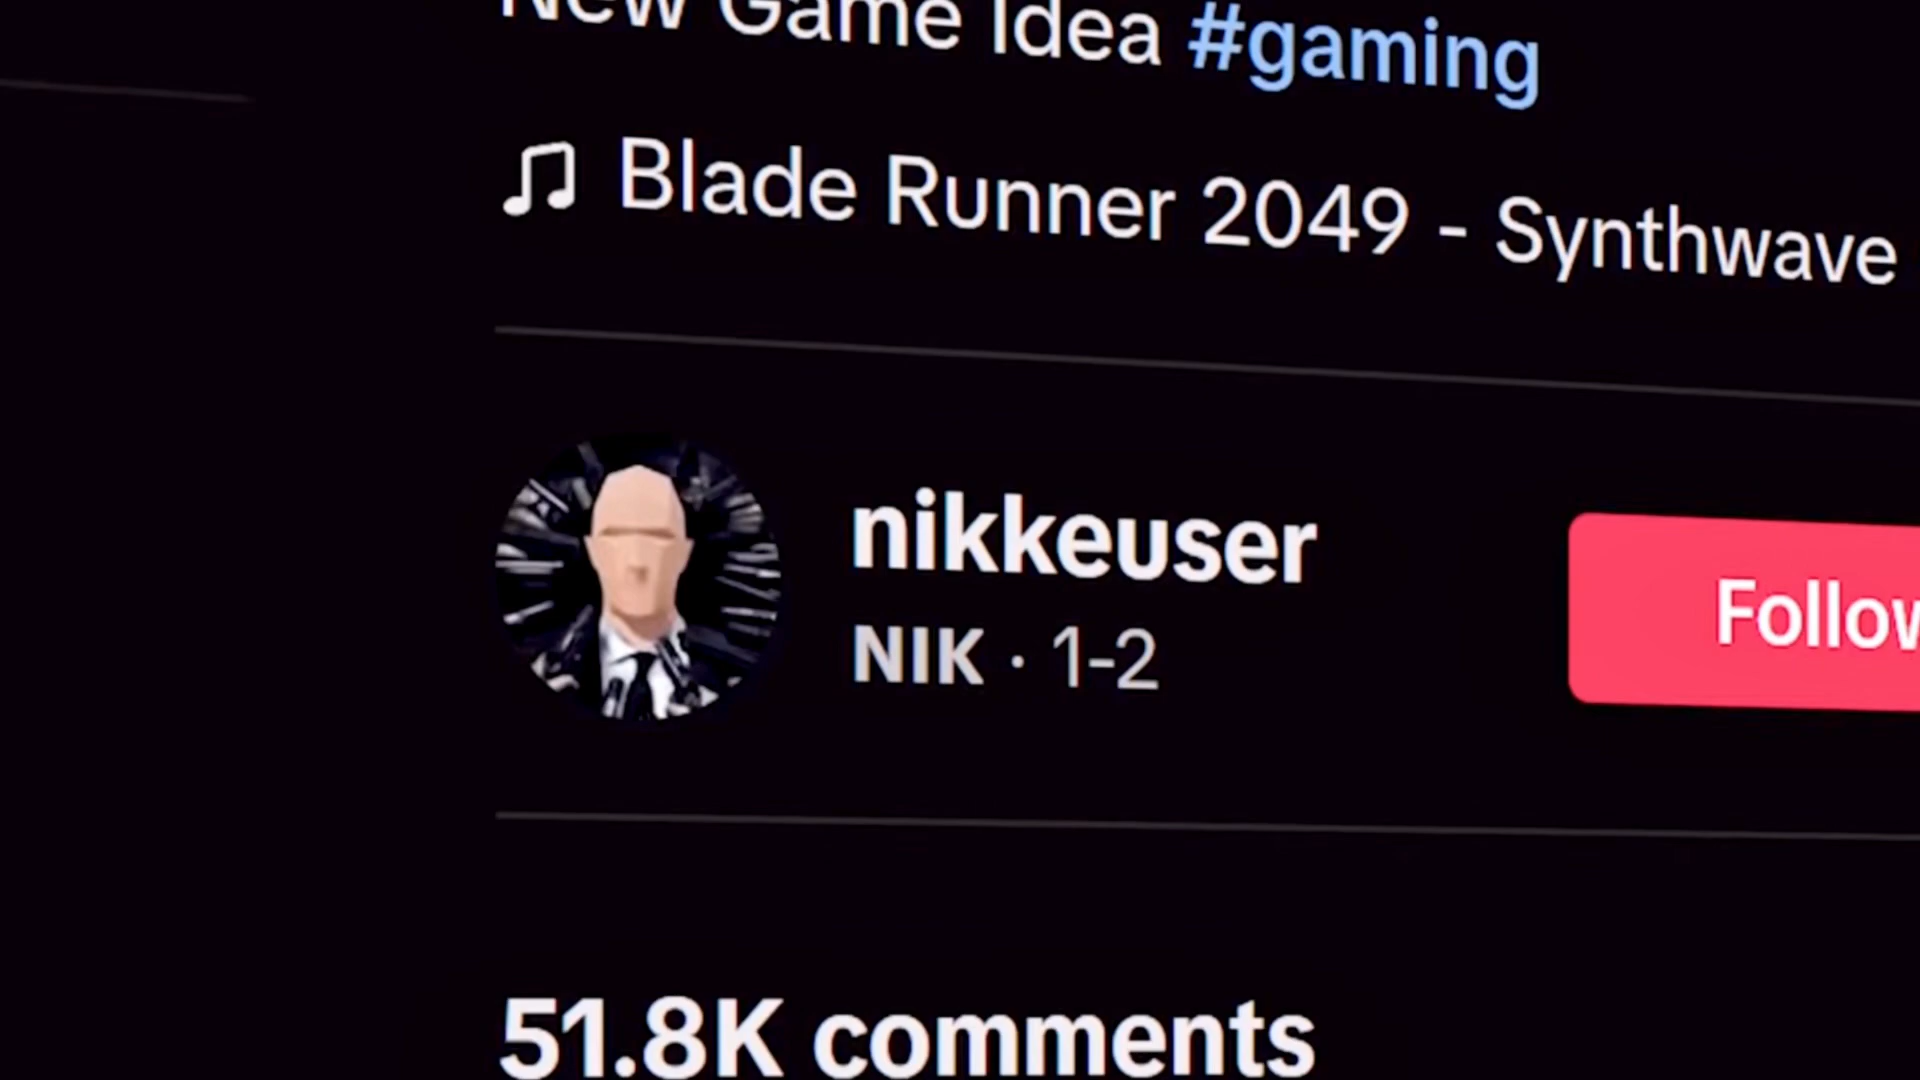 New Game Idea #gaming
Blade Runner 2049 - Synthwave
nikkeuser
NIK · 1-2
Follow
51.8K comments